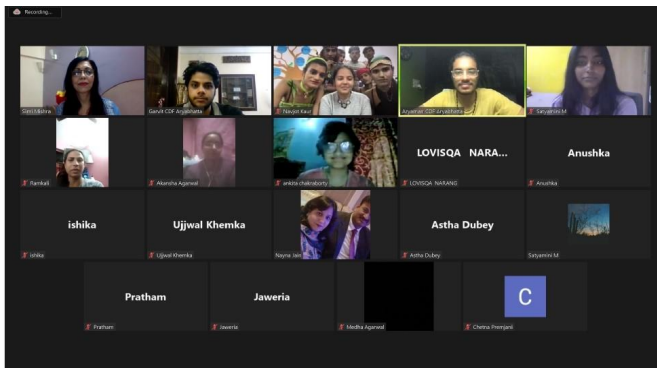 Recording...
Simi Mishra
Garvit CDF Aryabhatta
Navjot Kaur
Aryaman CDF Aryabhatta
Satyamini M
Ramkali
Akansha Agarwal
ankita chakraborty
LOVISQA NARA...
LOVISQA NARANG
Anushka
Anushka
ishika
ishika
Ujjwal Khemka
Ujjwal Khemka
Nayna Jain
Astha Dubey
Astha Dubey
Satyamini M
Pratham
Pratham
Jaweria
Jaweria
Medha Agarwal
C
Chetna Premjani